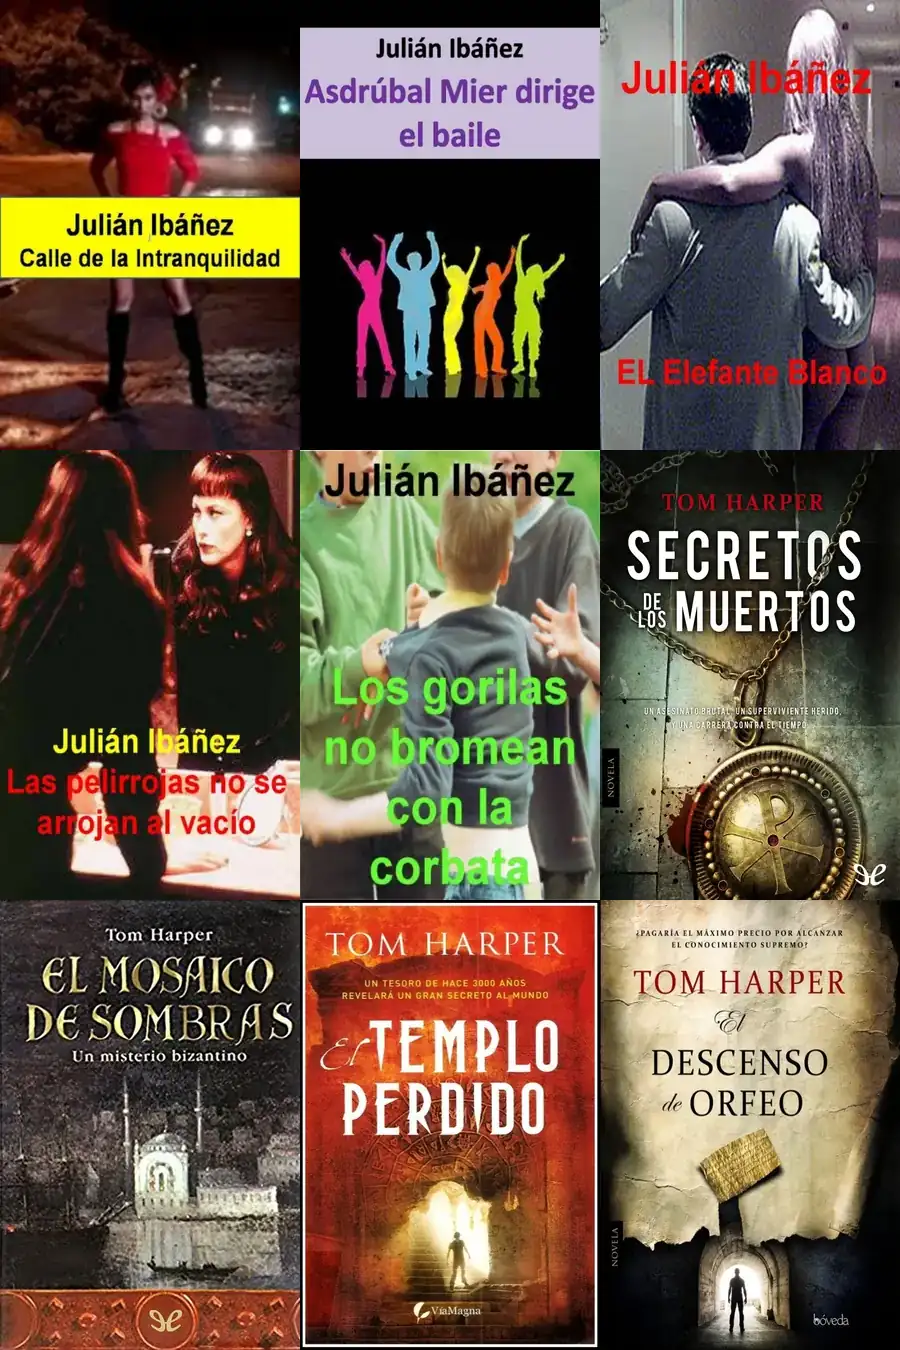 Julián Ibáñez
Calle de la Intranquilidad
Julián Ibáñez
Asdrúbal Mier dirige
el baile
Julián Ibáñez
EL Elefante Blanco
Julián Ibáñez
Las pelirrojas no se
arrojan al vacío
Julián Ibáñez
Los gorilas
no bromean
con la
corbata
TOM HARPER
SECRETOS
DE LOS MUERTOS
UN ASESINATO BRUTAL, UN SUPERVIVIENTE HERIDO,
Y UNA CARRERA CONTRA EL TIEMPO.
NOVELA
Tom Harper
EL MOSAICO
DE SOMBRAS
Un misterio bizantino
TOM HARPER
UN TESORO DE HACE 3000 AÑOS
REVELARÁ UN GRAN SECRETO AL MUNDO
El TEMPLO
PERDIDO
ViaMagna
¿PAGARÍA EL MÁXIMO PRECIO POR ALCANZAR
EL CONOCIMIENTO SUPREMO?
TOM HARPER
El
DESCENSO
de ORFEO
NOVELA
bóveda